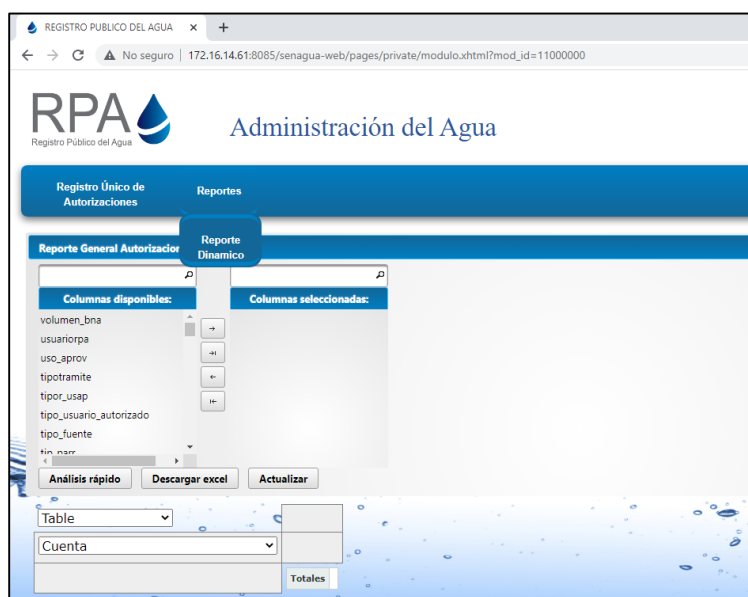 REGISTRO PUBLICO DEL AGUA
No seguro | 172.16.14.61:8085/senagua-web/pages/private/modulo.xhtml?mod_id=11000000
RPA
Registro Público del Agua
Administración del Agua
Registro Único de
Autorizaciones
Reportes
Reporte
Dinamico
Reporte General Autorizacion
Columnas disponibles:
Columnas seleccionadas:
volumen_bna
usuariorpa
uso_aprov
tipotramite
tipor_usap
tipo_usuario_autorizado
tipo_fuente
tip_parr
Análisis rápido
Descargar excel
Actualizar
Table
Cuenta
Totales